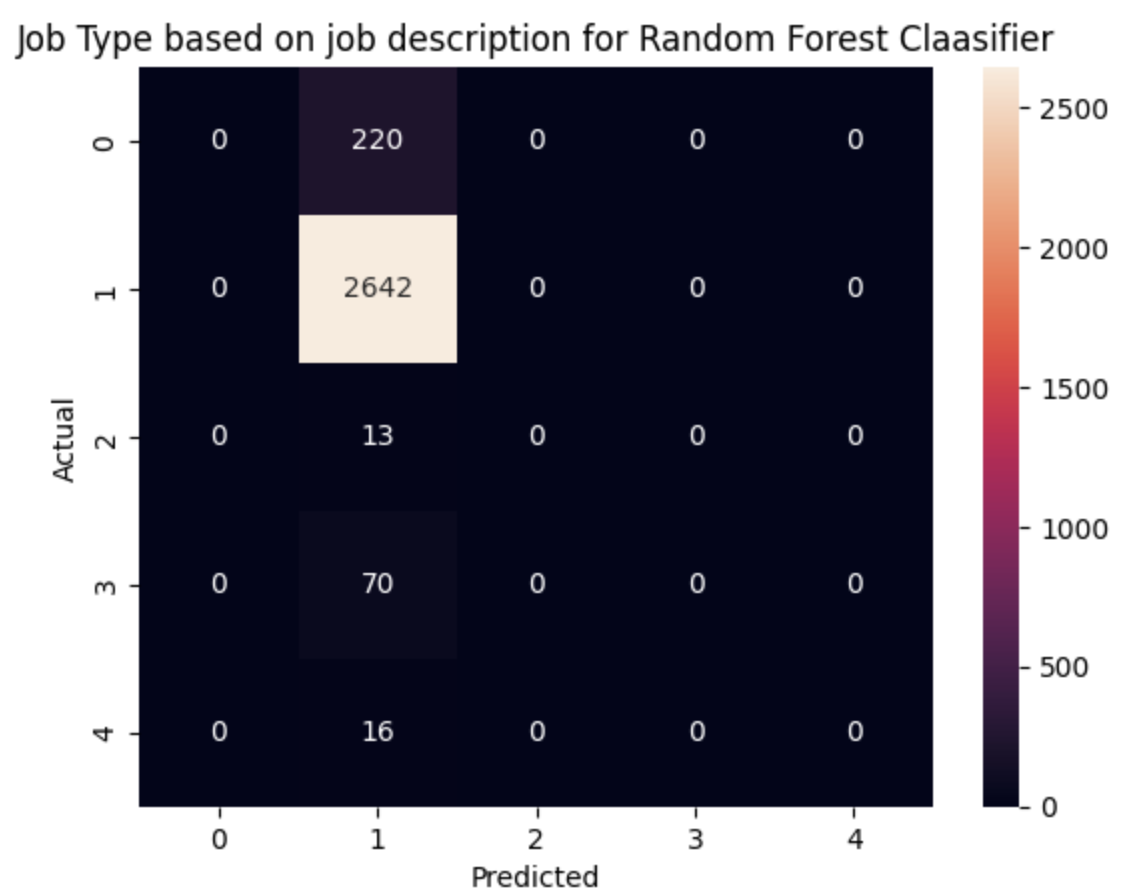 Job Type based on job description for Random Forest Claasifier
0 0 220 0 0 0
1 0 2642 0 0 0
2 0 13 0 0 0
3 0 70 0 0 0
4 0 16 0 0 0
Actual
0 1 2 3 4
Predicted
2500
2000
1500
1000
500
0